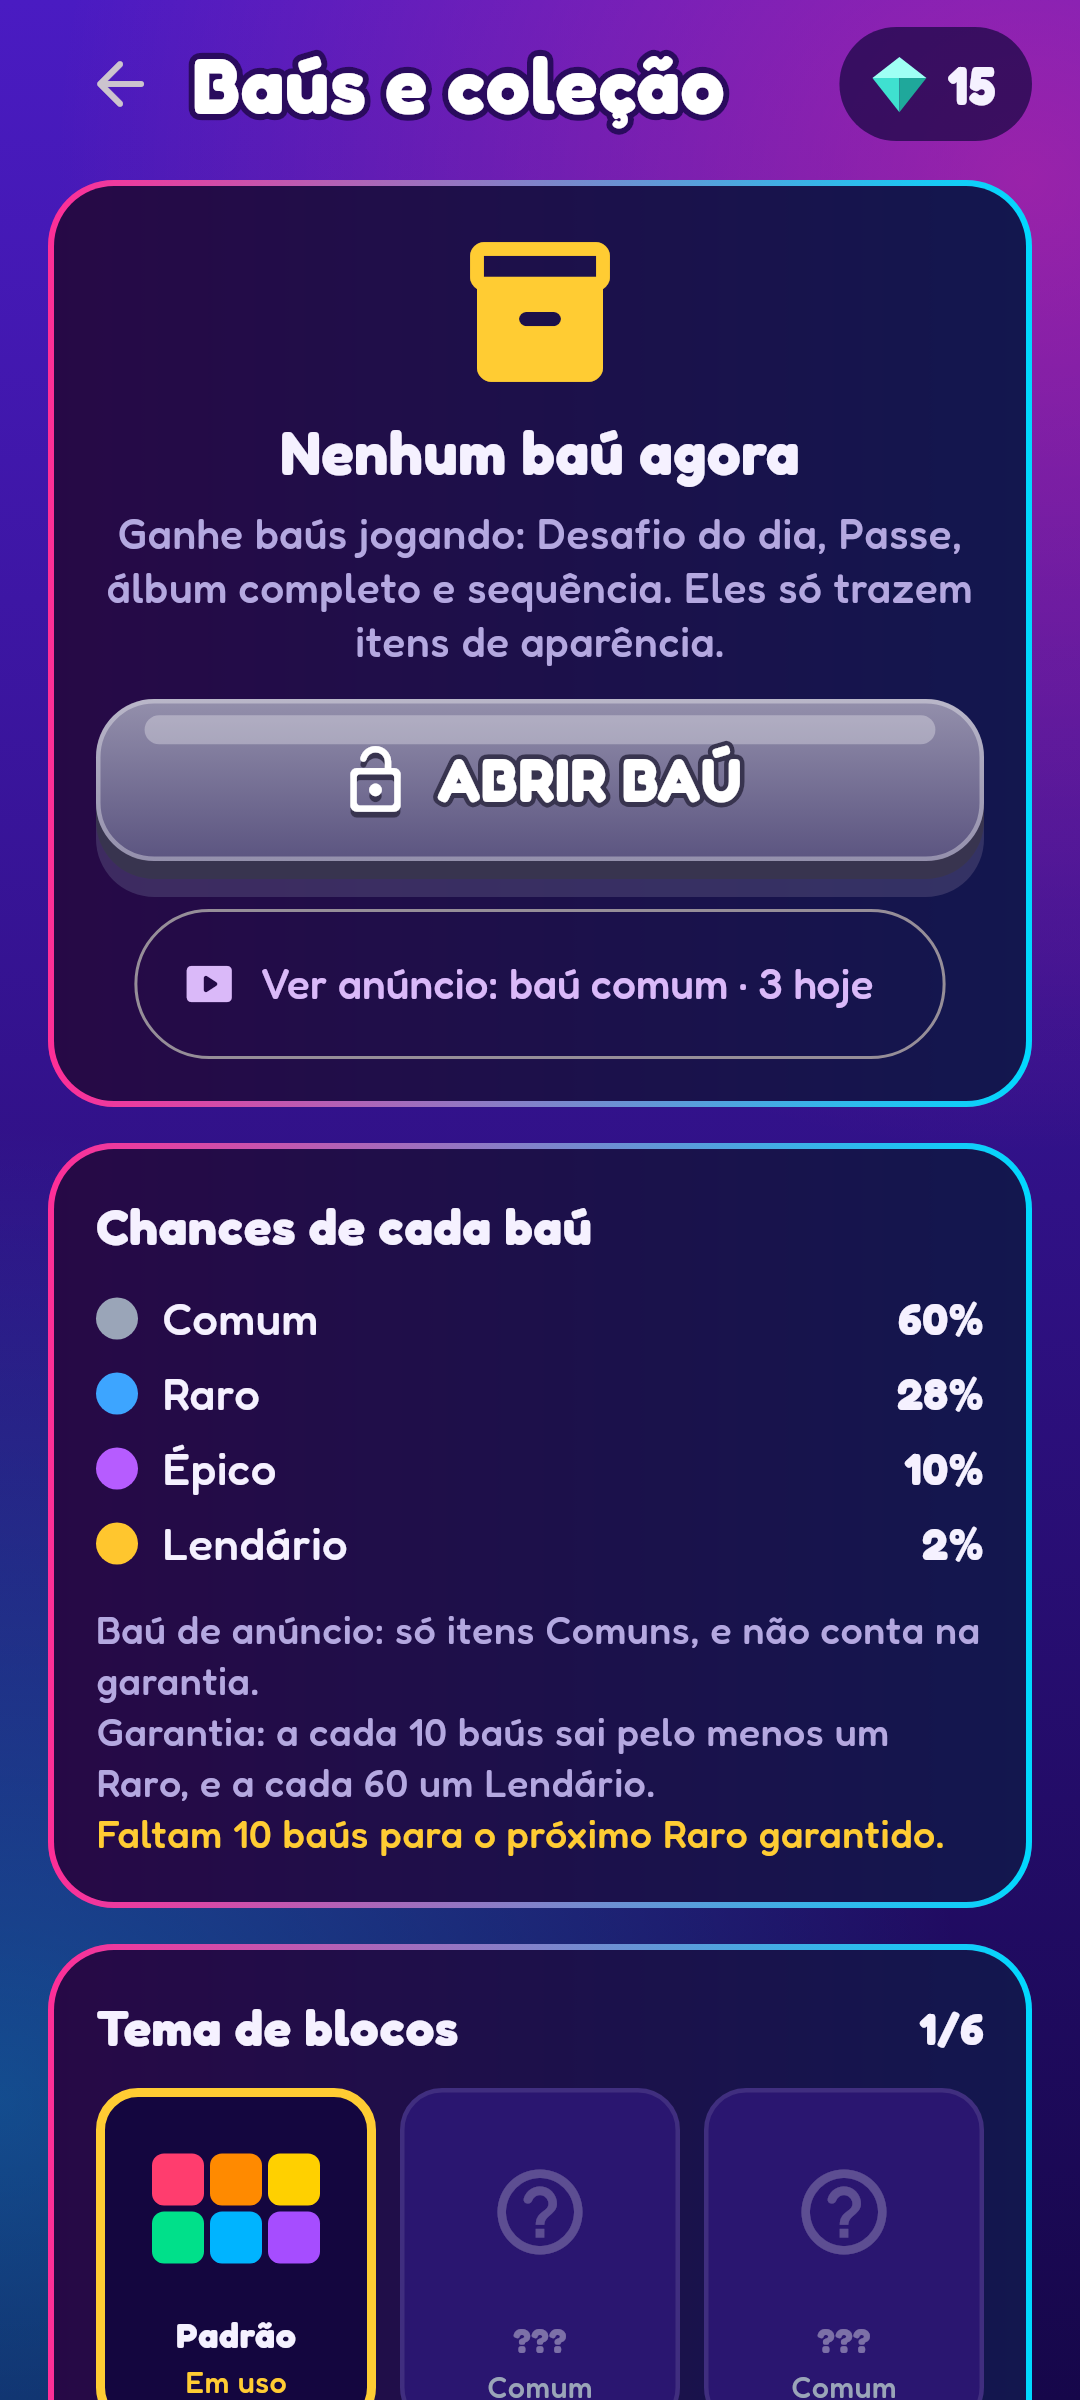 Baús e coleção
15
Nenhum baú agora
Ganhe baús jogando: Desafio do dia, Passe,
álbum completo e sequência. Eles só trazem
itens de aparência.
ABRIR BAÚ
Ver anúncio: baú comum · 3 hoje
Chances de cada baú
Comum 60%
Raro 28%
Épico 10%
Lendário 2%
Baú de anúncio: só itens Comuns, e não conta na
garantia.
Garantia: a cada 10 baús sai pelo menos um
Raro, e a cada 60 um Lendário.
Faltam 10 baús para o próximo Raro garantido.
Tema de blocos 1/6
Padrão ??? ???
Em uso Comum Comum